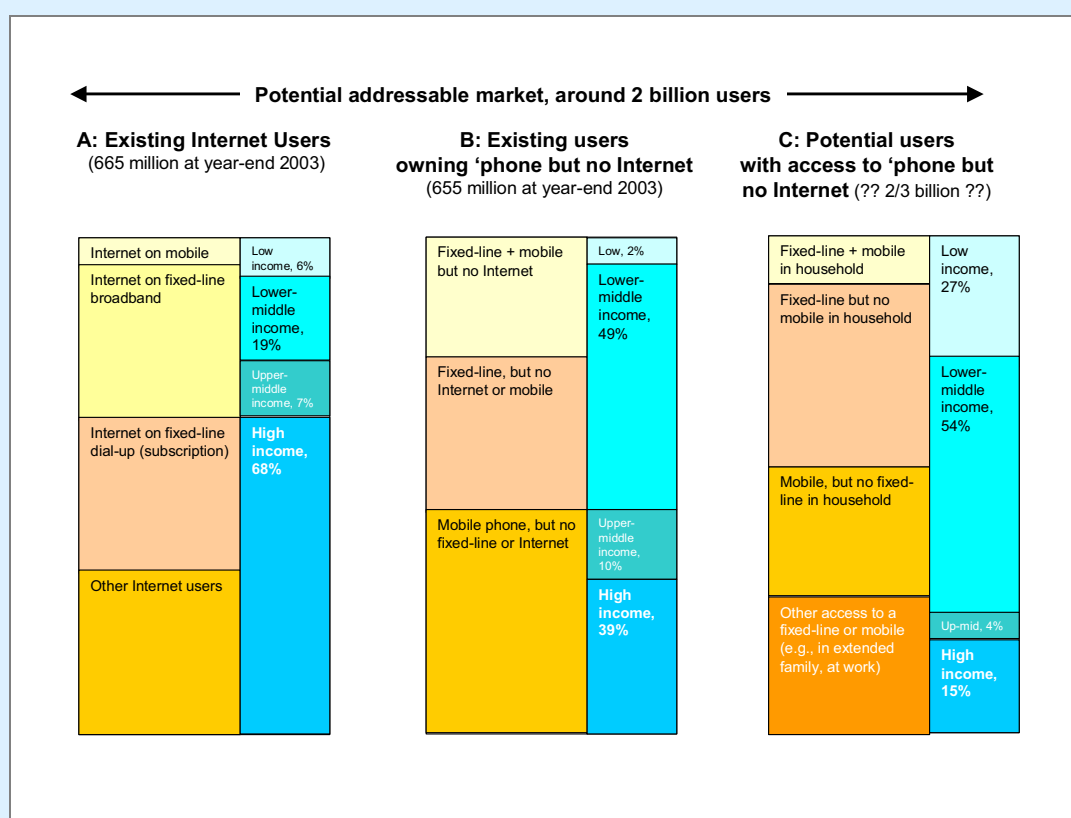 Potential addressable market, around 2 billion users
A: Existing Internet Users
(665 million at year-end 2003)
Internet on mobile
Internet on fixed-line
broadband
Internet on fixed-line
dial-up (subscription)
Other Internet users
Low
income, 6%
Lower-
middle
income,
19%
Upper-
middle
income, 7%
High
income,
68%
B: Existing users
owning ‘phone but no Internet
(655 million at year-end 2003)
Fixed-line + mobile
but no Internet
Fixed-line, but no
Internet or mobile
Mobile phone, but no
fixed-line or Internet
Low, 2%
Lower-
middle
income,
49%
Upper-
middle
income,
10%
High
income,
39%
C: Potential users
with access to ‘phone but
no Internet (?? 2/3 billion ??)
Fixed-line + mobile
in household
Fixed-line but no
mobile in household
Mobile, but no fixed-
line in household
Other access to a
fixed-line or mobile
(e.g., in extended
family, at work)
Low
income,
27%
Lower-
middle
income,
54%
Up-mid, 4%
High
income,
15%